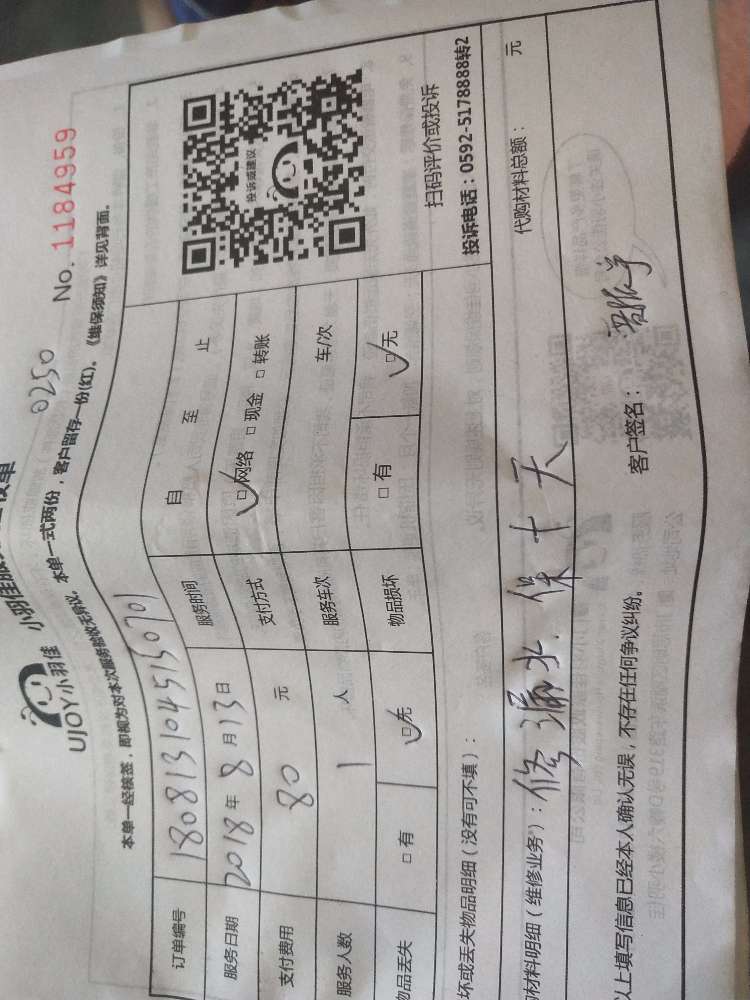 UJOY小羽佳 小羽佳服
0250
本单一经核签，即视为对本次服务验收无异议。本单一式两份，客户留存一份(红)。《维保须知》详见背面。
No. 1184959
订单编号 1808131045150701
服务日期 2018年8月13日 服务时间 自 至 止
支付费用 80 元 支付方式 □网络 □现金 □转账
服务人数 1 人 服务车次 车/次
物品丢失 □有 □无 物品损坏 □有 □无
投诉或建议
扫码评价或投诉
投诉电话：0592-5178888转2
坏或丢失物品明细（没有可不填）：
材料明细（维修业务）：修漏水. 保十天 代购材料总额： 元
以上填写信息已经本人确认无误，不存在任何争议纠纷。 客户签名：